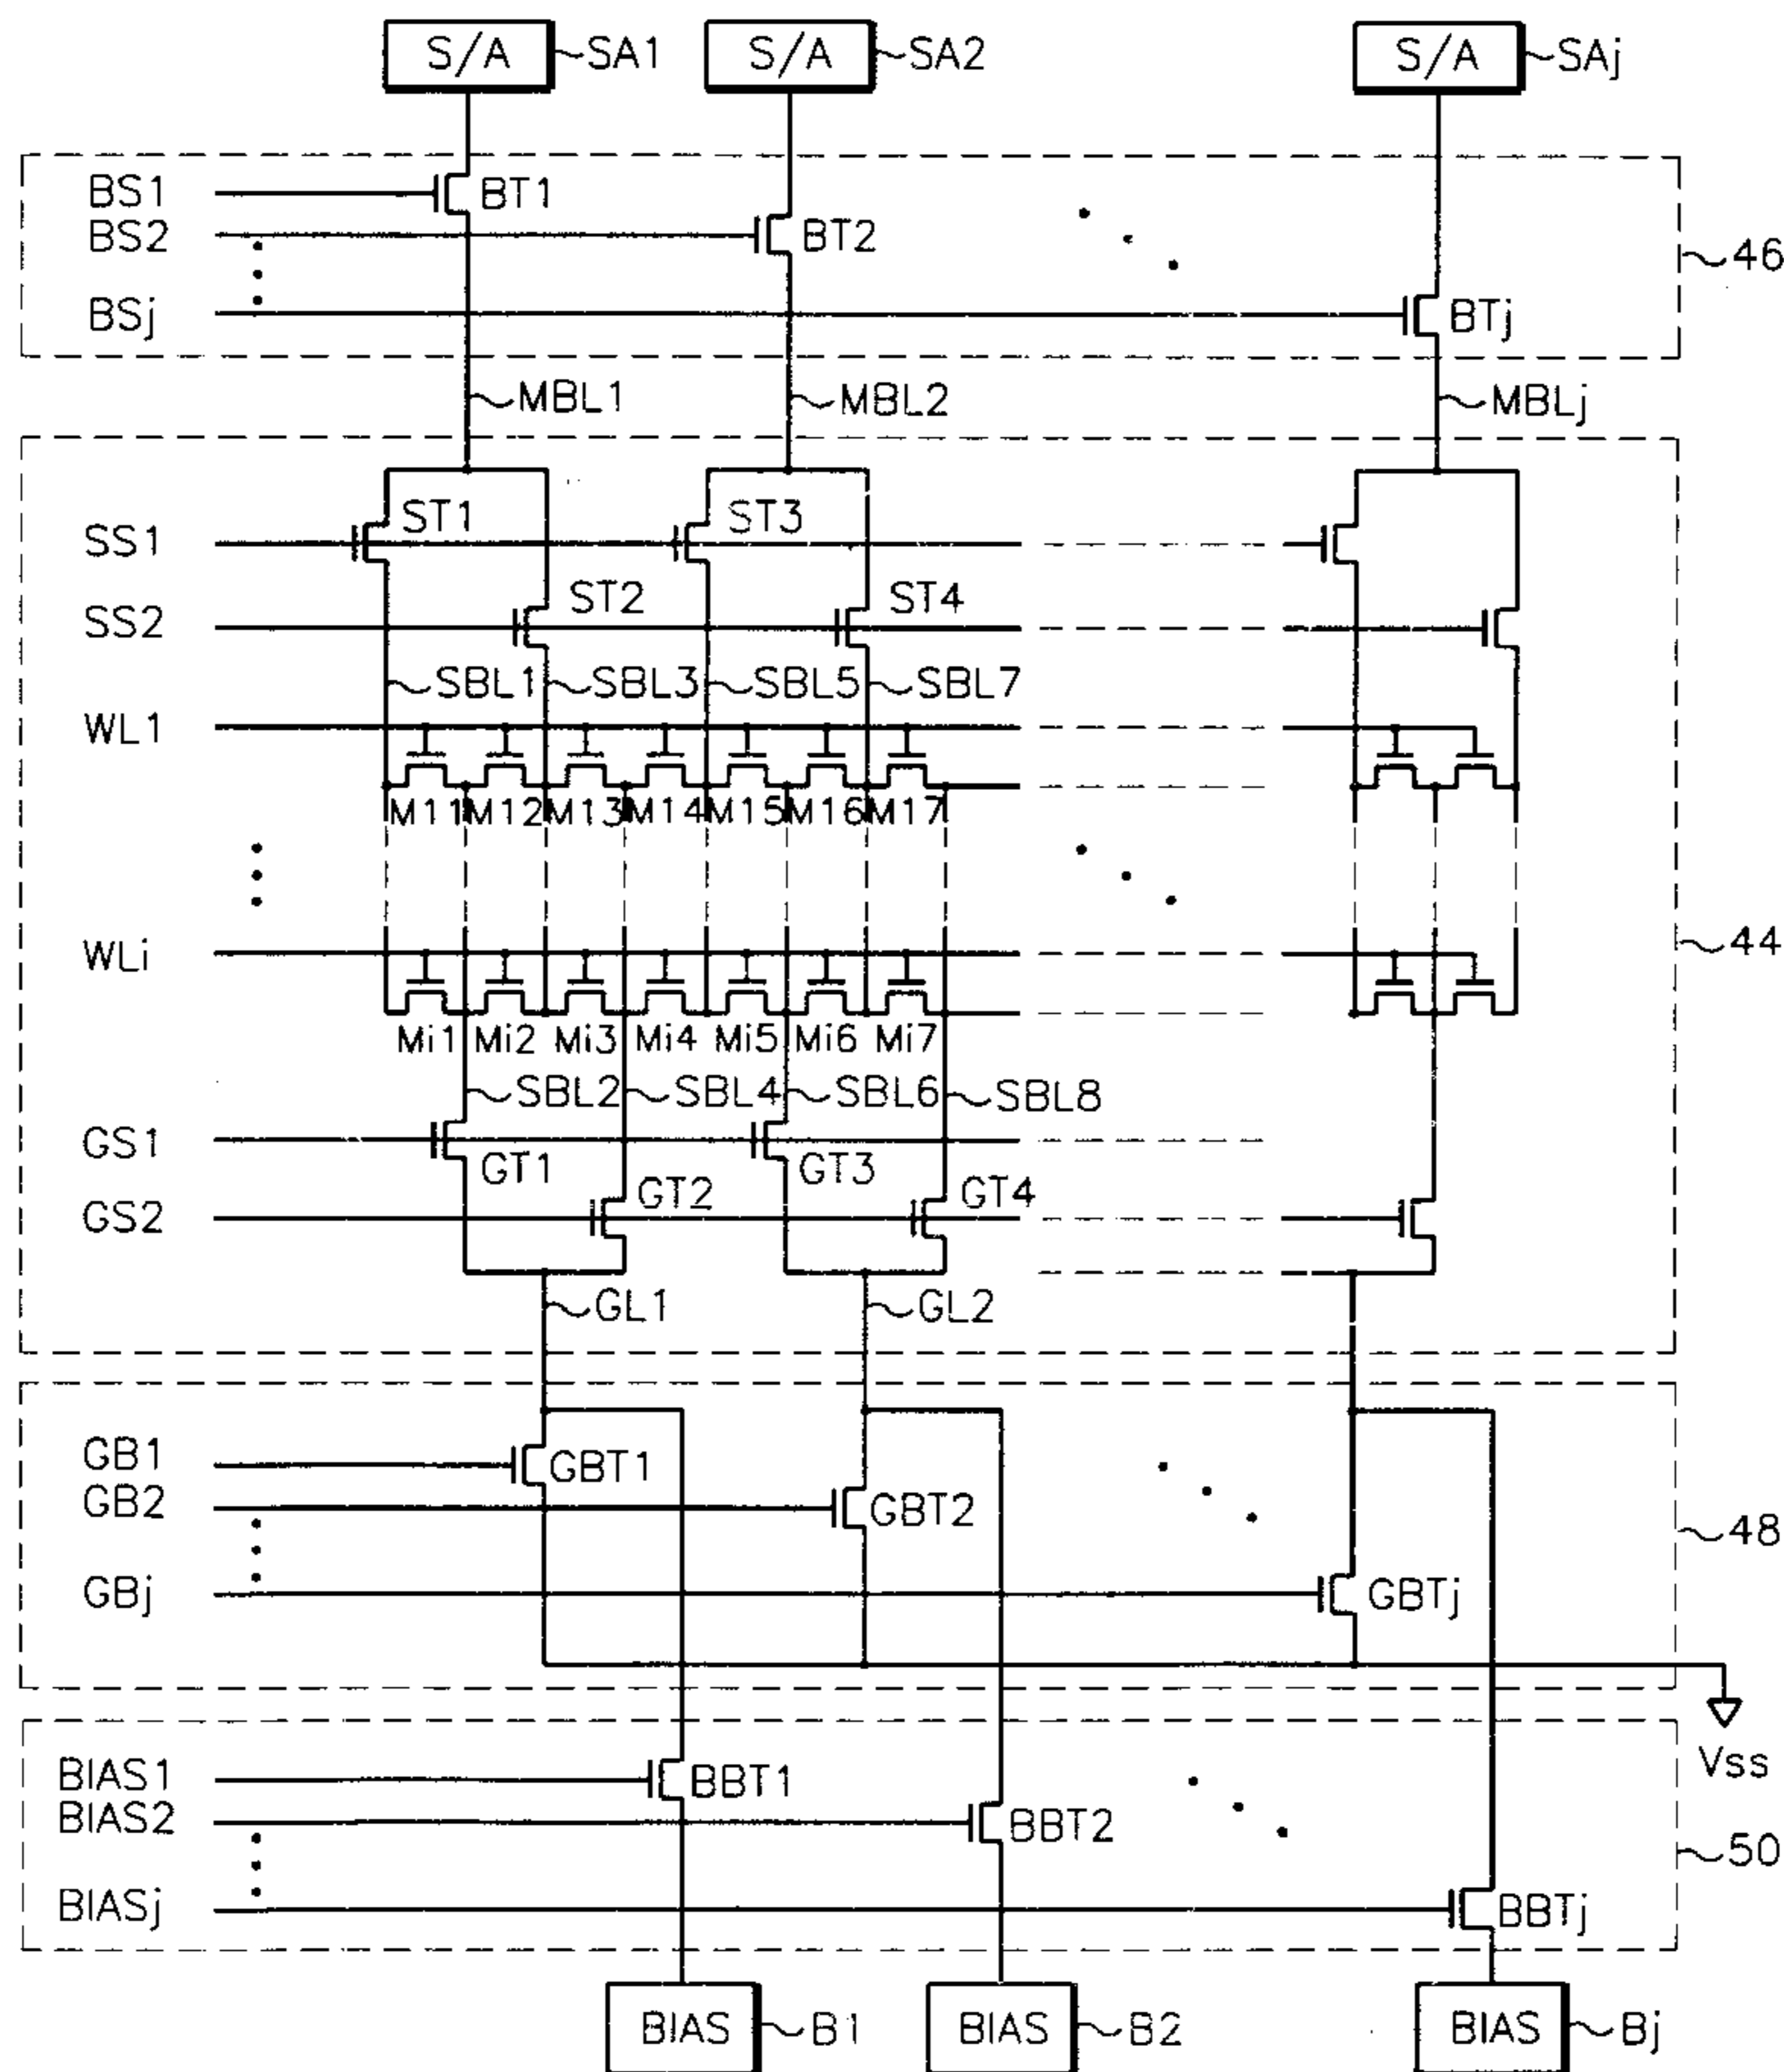 S/A SA1 S/A SA2 S/A SAj
BS1 BT1
BS2 BT2 46
BSj BTj
MBL1 MBL2 MBLj
ST1 ST3
SS1
ST2 ST4
SS2
SBL1 SBL3 SBL5 SBL7
WL1
M11 M12 M13 M14 M15 M16 M17
WLi 44
Mi1 Mi2 Mi3 Mi4 Mi5 Mi6 Mi7
SBL2 SBL4 SBL6 SBL8
GS1
GT1 GT3
GT2 GT4
GS2
GL1 GL2
GB1 GBT1
GB2 GBT2 48
GBj GBTj
Vss
BIAS1 BBT1
BIAS2 BBT2 50
BIASj BBTj
BIAS B1 BIAS B2 BIAS Bj